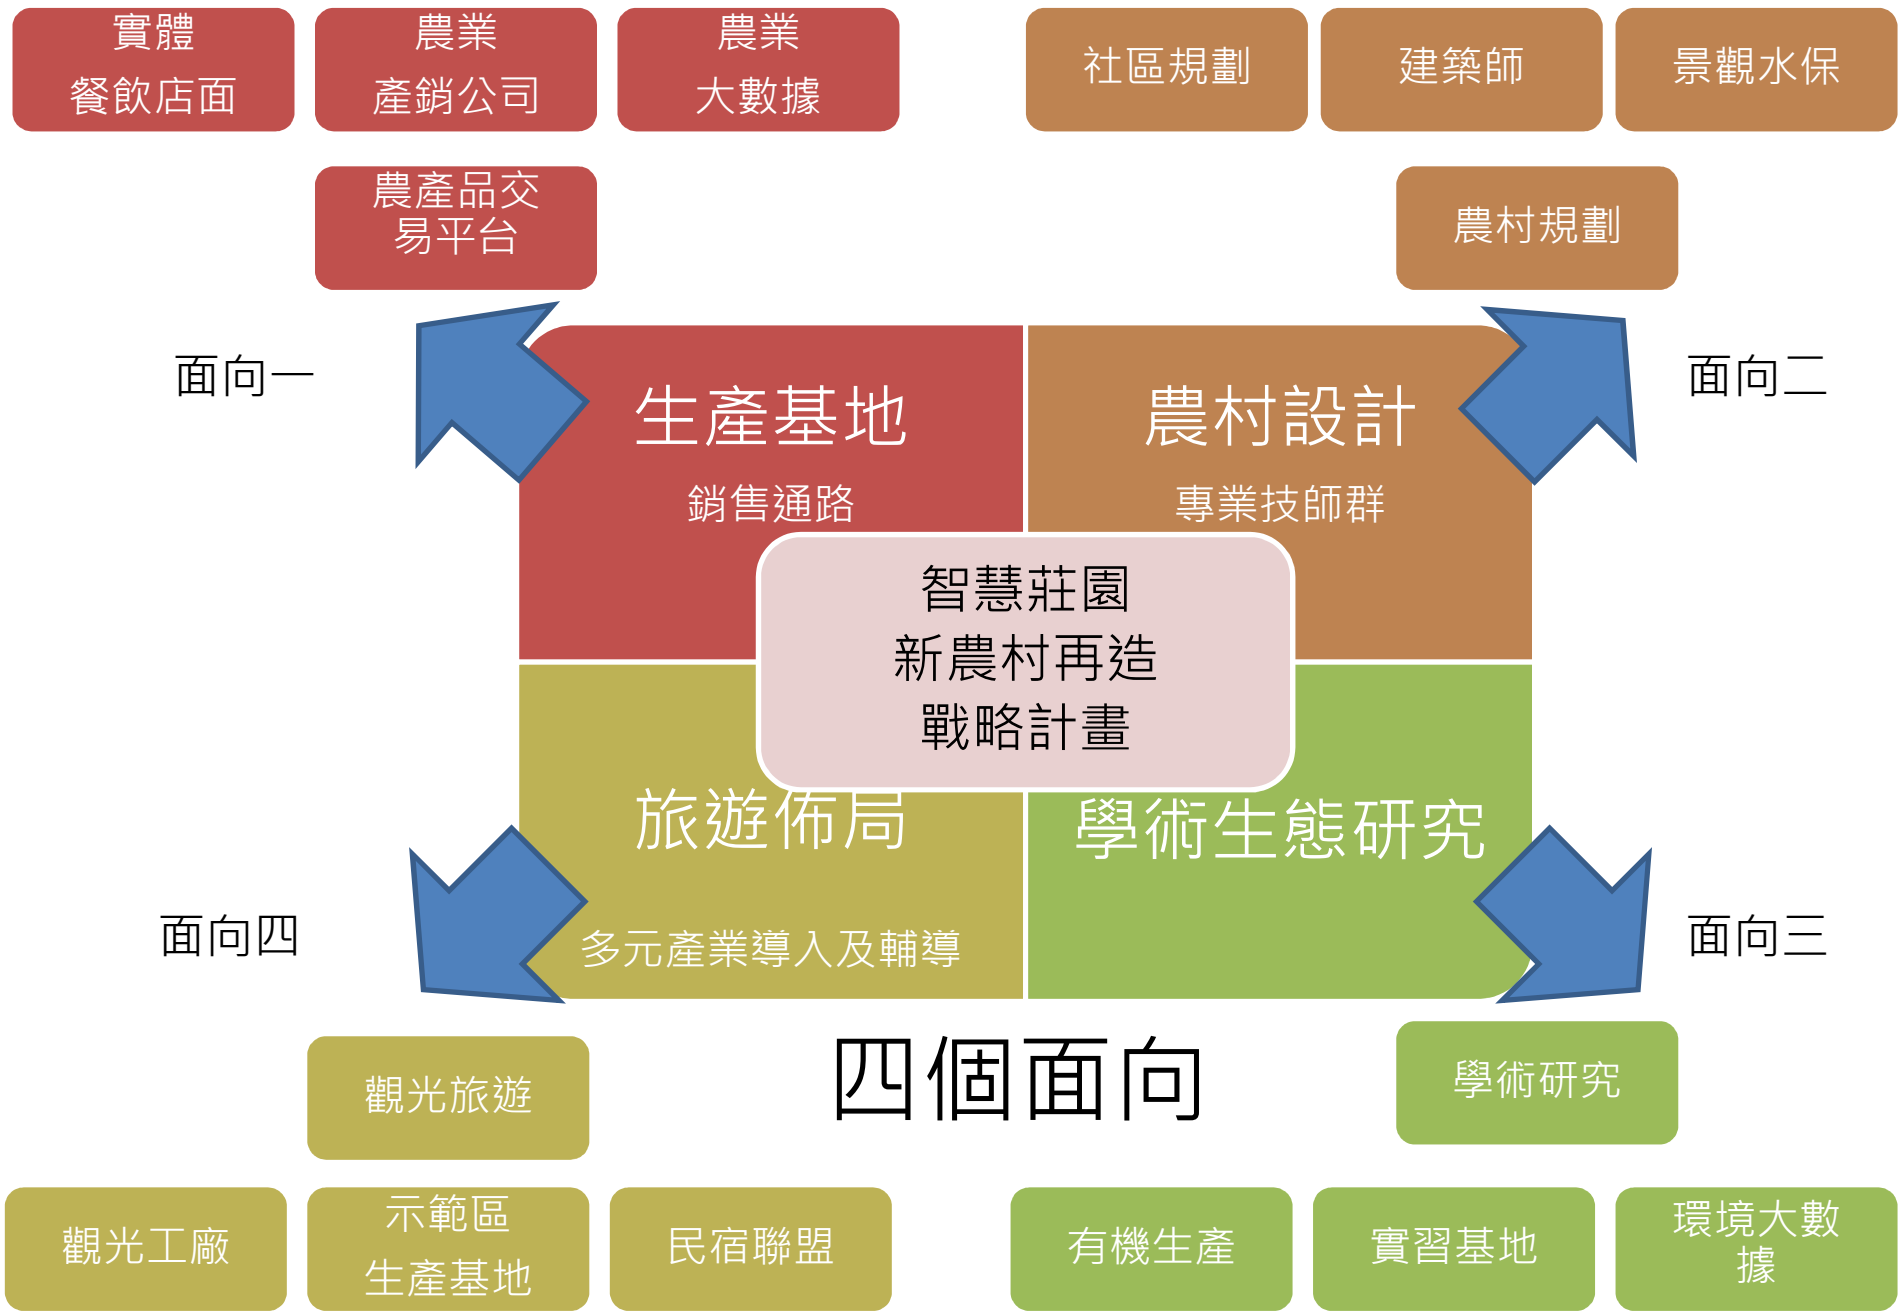 實體
餐飲店面
農業
產銷公司
農業
大數據
社區規劃
建築師
景觀水保
農產品交
易平台
農村規劃
面向一
面向二
生產基地
銷售通路
農村設計
專業技師群
智慧莊園
新農村再造
戰略計畫
旅遊佈局
多元產業導入及輔導
學術生態研究
面向四
面向三
四個面向
觀光旅遊
學術研究
觀光工廠
示範區
生產基地
民宿聯盟
有機生產
實習基地
環境大數
據